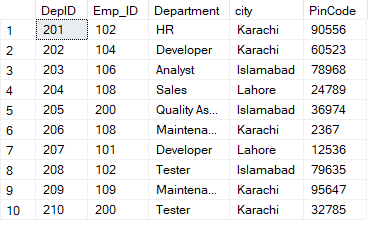 DepID Emp_ID Department city PinCode
1 201 102 HR Karachi 90556
2 202 104 Developer Karachi 60523
3 203 106 Analyst Islamabad 78968
4 204 108 Sales Lahore 24789
5 205 200 Quality As... Islamabad 36974
6 206 108 Maintena... Karachi 2367
7 207 101 Developer Lahore 12536
8 208 102 Tester Islamabad 79635
9 209 109 Maintena... Karachi 95647
10 210 200 Tester Karachi 32785